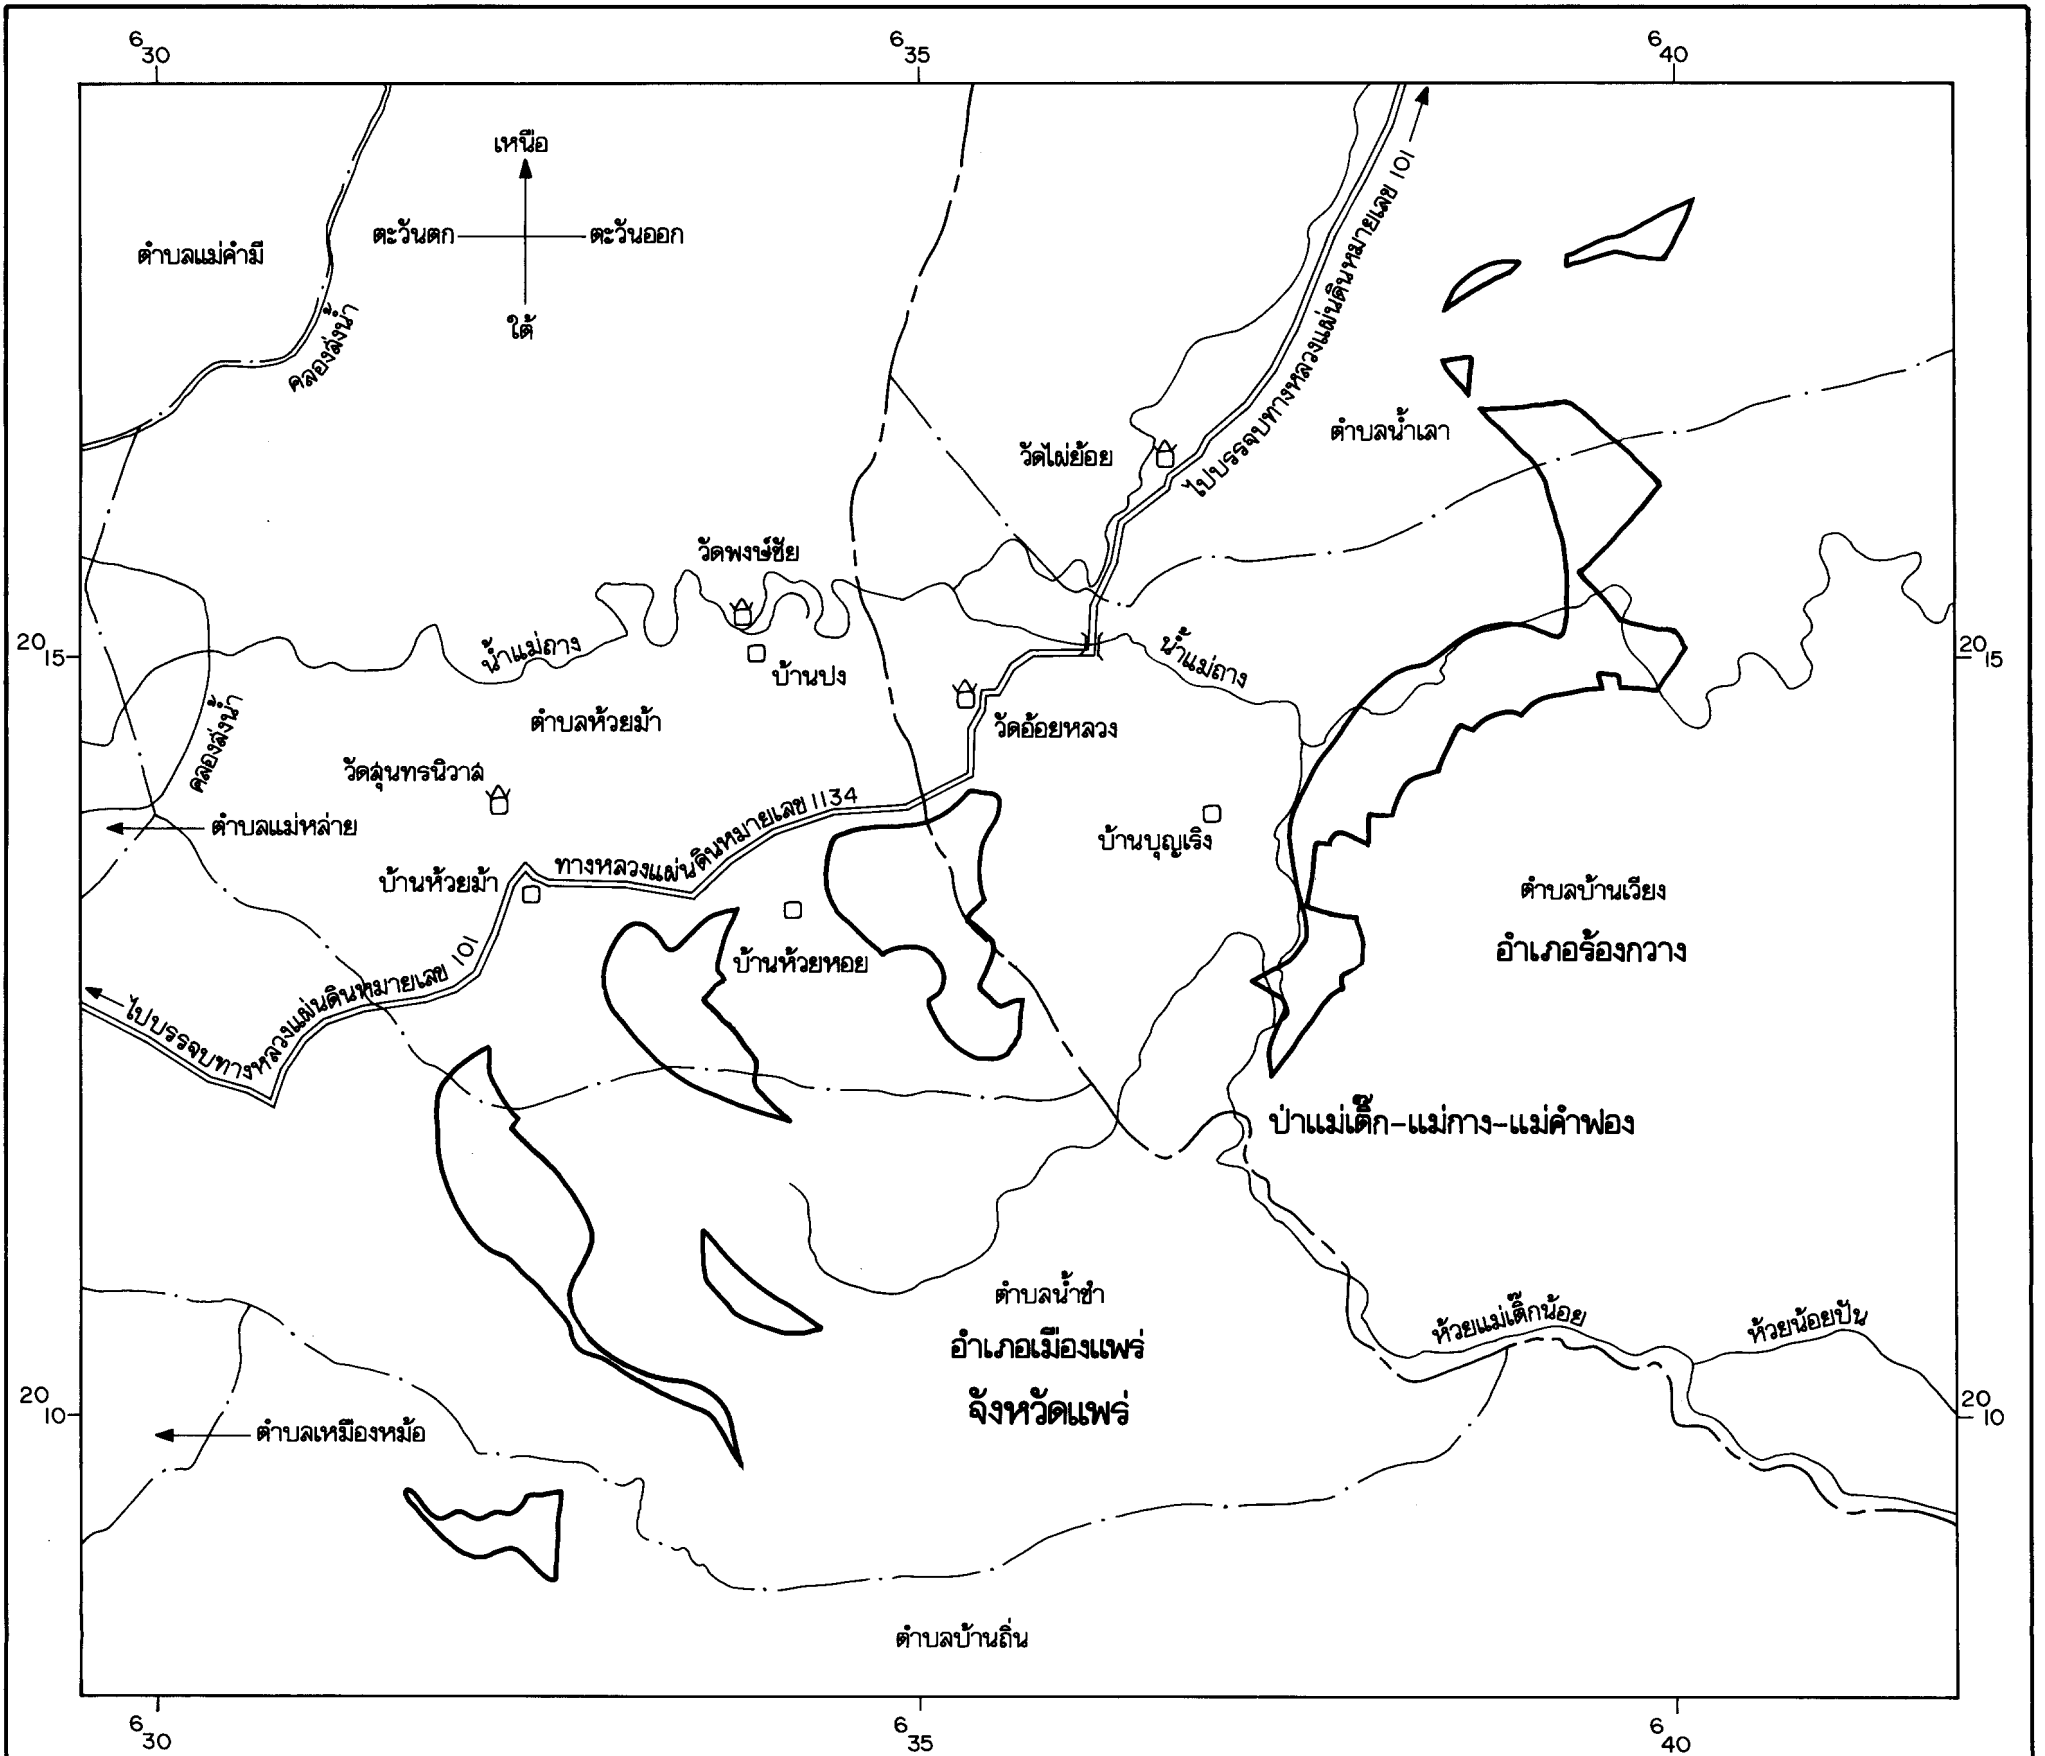 6 30
6 35
6 40
เหนือ
ตะวันตก
ตะวันออก
ใต้
ตำบลแม่คำมี
คลองส่งน้ำ
ไปบรรจบทางหลวงแผ่นดินหมายเลข 101
ตำบลน้ำเลา
วัดไผ่ย้อย
วัดพงษ์ชัย
20 15
น้ำแม่ถาง
บ้านปง
น้ำแม่ถาง
20 15
ตำบลห้วยม้า
วัดอ้อยหลวง
คลองส่งน้ำ
วัดสุนทรนิวาส
ตำบลแม่หล่าย
ทางหลวงแผ่นดินหมายเลข 1134
บ้านบุญเริง
บ้านห้วยม้า
ตำบลบ้านเวียง
อำเภอร้องกวาง
บ้านห้วยหอย
ไปบรรจบทางหลวงแผ่นดินหมายเลข 101
ป่าแม่เติ๊ก-แม่ถาง-แม่คำฟอง
ตำบลน้ำชำ
อำเภอเมืองแพร่
จังหวัดแพร่
ห้วยแม่เติ๊กน้อย
ห้วยน้อยปัน
20 10
20 10
ตำบลเหมืองหม้อ
ตำบลบ้านถิ่น
6 30
6 35
6 40